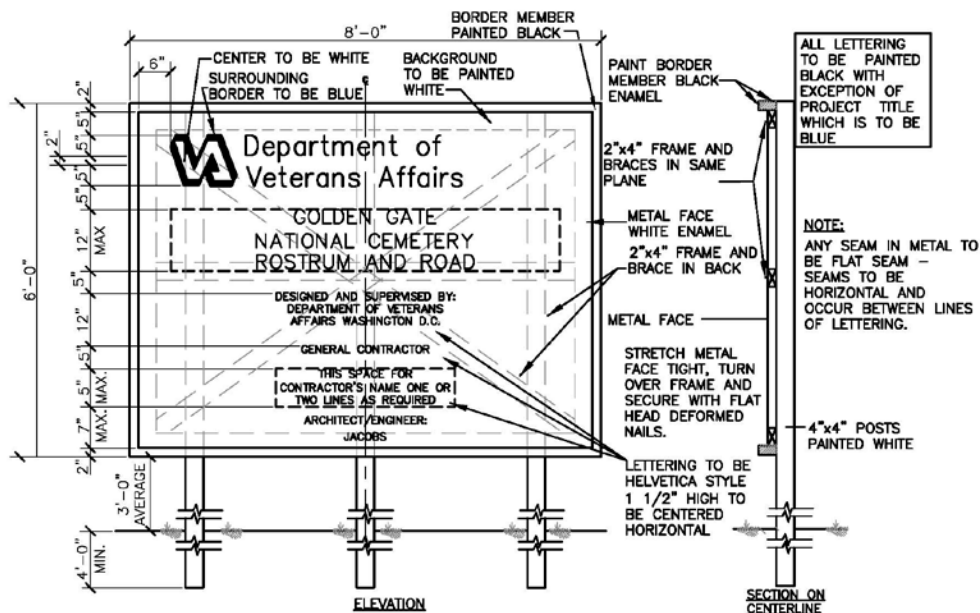 8'-0"
BORDER MEMBER
PAINTED BLACK
6"
CENTER TO BE WHITE
SURROUNDING
BORDER TO BE BLUE
BACKGROUND
TO BE PAINTED
WHITE
PAINT BORDER
MEMBER BLACK
ENAMEL
ALL LETTERING
TO BE PAINTED
BLACK WITH
EXCEPTION OF
PROJECT TITLE
WHICH IS TO BE
BLUE
2"
.5"
.5"
2"
.5"
.5"
12"
MAX
.5"
12"
.5"
5"
MAX.
7"
MAX.
2"
6'-0"
VA
Department of
Veterans Affairs
GOLDEN GATE
NATIONAL CEMETERY
ROSTRUM AND ROAD
DESIGNED AND SUPERVISED BY:
DEPARTMENT OF VETERANS
AFFAIRS WASHINGTON D.C.
GENERAL CONTRACTOR
THIS SPACE FOR
CONTRACTOR'S NAME ONE OR
TWO LINES AS REQUIRED
ARCHITECT/ENGINEER:
JACOBS
2"x4" FRAME AND
BRACES IN SAME
PLANE
METAL FACE
WHITE ENAMEL
2"x4" FRAME AND
BRACE IN BACK
METAL FACE
STRETCH METAL
FACE TIGHT, TURN
OVER FRAME AND
SECURE WITH FLAT
HEAD DEFORMED
NAILS.
LETTERING TO BE
HELVETICA STYLE
1 1/2" HIGH TO
BE CENTERED
HORIZONTAL
NOTE:
ANY SEAM IN METAL TO
BE FLAT SEAM –
SEAMS TO BE
HORIZONTAL AND
OCCUR BETWEEN LINES
OF LETTERING.
4"x4" POSTS
PAINTED WHITE
3'-0"
AVERAGE
4'-0"
MIN.
ELEVATION
SECTION ON
CENTERLINE